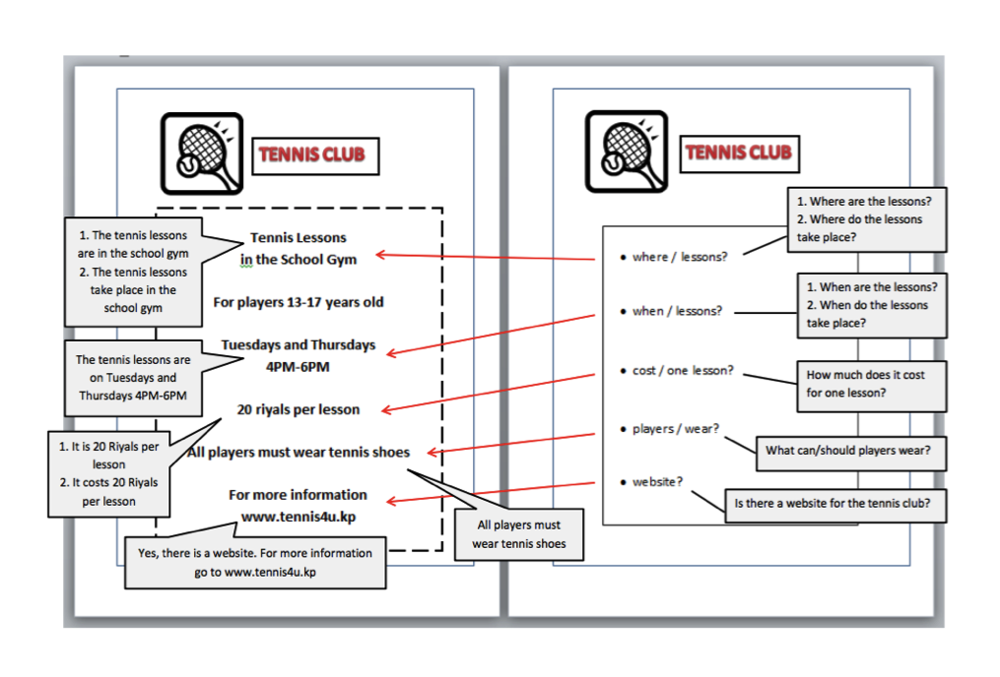 TENNIS CLUB
Tennis Lessons
in the School Gym
For players 13-17 years old
Tuesdays and Thursdays
4PM-6PM
20 riyals per lesson
All players must wear tennis shoes
For more information
www.tennis4u.kp
1. The tennis lessons
are in the school gym
2. The tennis lessons
take place in the
school gym
The tennis lessons are
on Tuesdays and
Thursdays 4PM-6PM
1. It is 20 Riyals per
lesson
2. It costs 20 Riyals
per lesson
Yes, there is a website. For more information
go to www.tennis4u.kp
All players must
wear tennis shoes
TENNIS CLUB
• where / lessons?
• when / lessons?
• cost / one lesson?
• players / wear?
• website?
1. Where are the lessons?
2. Where do the lessons
take place?
1. When are the lessons?
2. When do the lessons
take place?
How much does it cost
for one lesson?
What can/should players wear?
Is there a website for the tennis club?